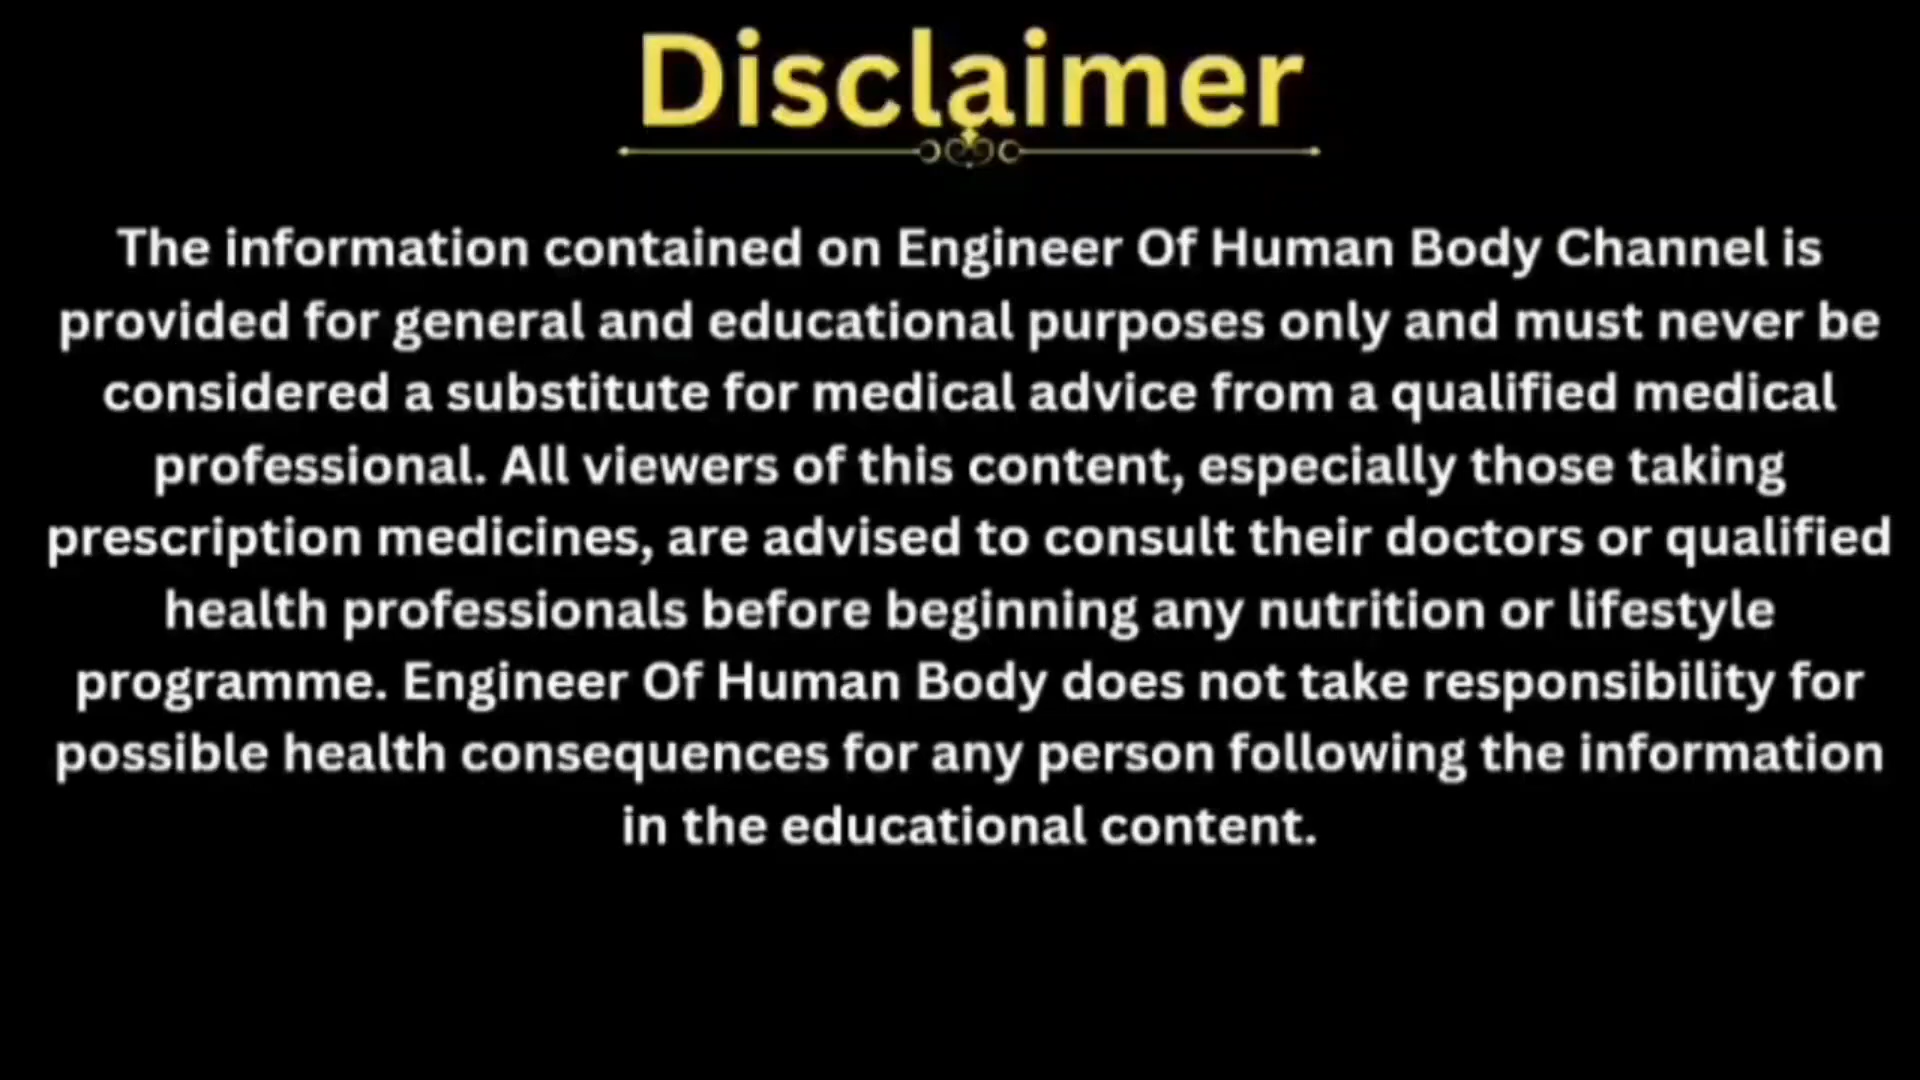 Disclaimer
The information contained on Engineer Of Human Body Channel is
provided for general and educational purposes only and must never be
considered a substitute for medical advice from a qualified medical
professional. All viewers of this content, especially those taking
prescription medicines, are advised to consult their doctors or qualified
health professionals before beginning any nutrition or lifestyle
programme. Engineer Of Human Body does not take responsibility for
possible health consequences for any person following the information
in the educational content.